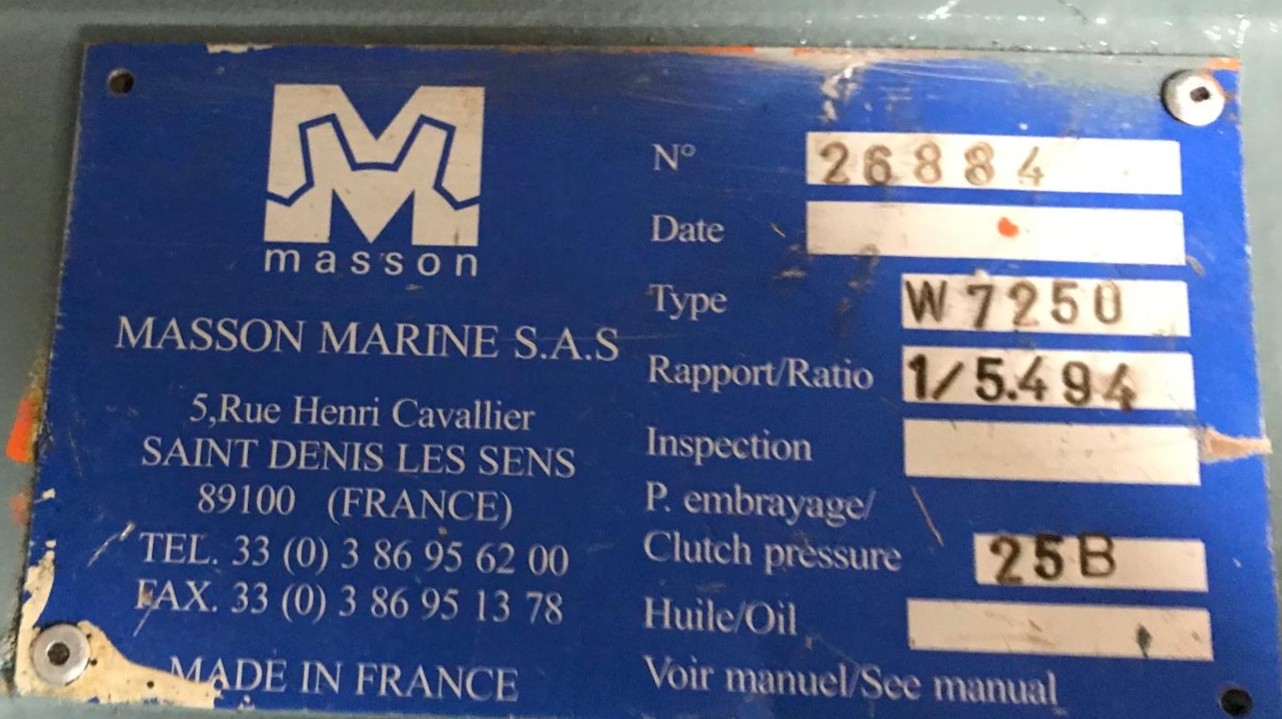 masson
MASSON MARINE S.A.S
5,Rue Henri Cavallier
SAINT DENIS LES SENS
89100 (FRANCE)
TEL. 33 (0) 3 86 95 62 00
FAX. 33 (0) 3 86 95 13 78
MADE IN FRANCE
N° 26884
Date
Type W7250
Rapport/Ratio 1/5.494
Inspection
P. embrayage/
Clutch pressure 25B
Huile/Oil
Voir manuel/See manual